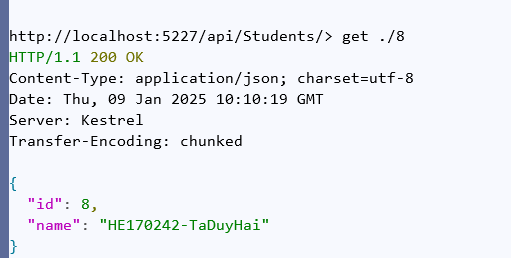 http://localhost:5227/api/Students/> get ./8
HTTP/1.1 200 OK
Content-Type: application/json; charset=utf-8
Date: Thu, 09 Jan 2025 10:10:19 GMT
Server: Kestrel
Transfer-Encoding: chunked
{
  "id": 8,
  "name": "HE170242-TaDuyHai"
}